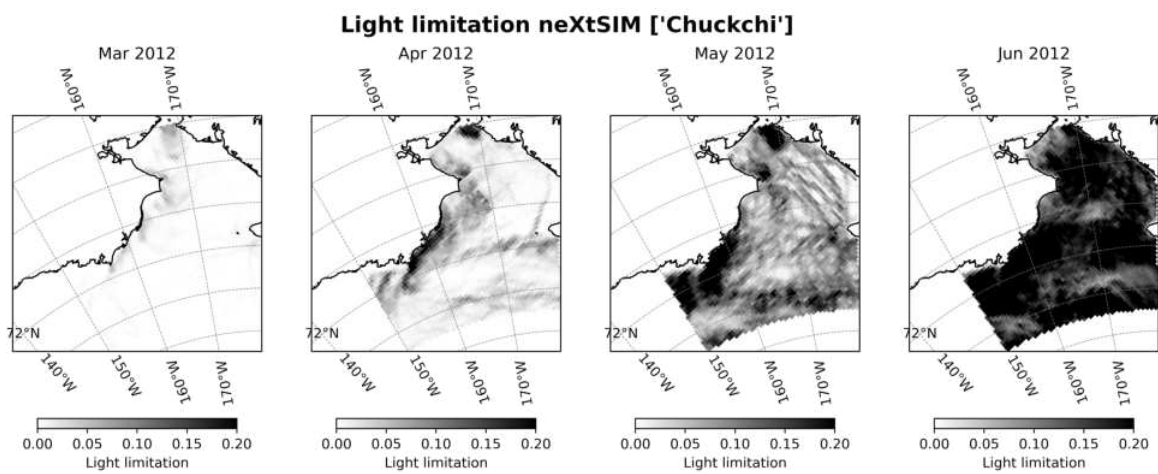 Light limitation neXtSIM ['Chuckchi']
Mar 2012
Apr 2012
May 2012
Jun 2012
160°W
170°W
160°W
170°W
160°W
170°W
160°W
170°W
72°N
72°N
72°N
72°N
140°W
150°W
160°W
170°W
140°W
150°W
160°W
170°W
140°W
150°W
160°W
170°W
140°W
150°W
160°W
170°W
0.00 0.05 0.10 0.15 0.20
0.00 0.05 0.10 0.15 0.20
0.00 0.05 0.10 0.15 0.20
0.00 0.05 0.10 0.15 0.20
Light limitation
Light limitation
Light limitation
Light limitation